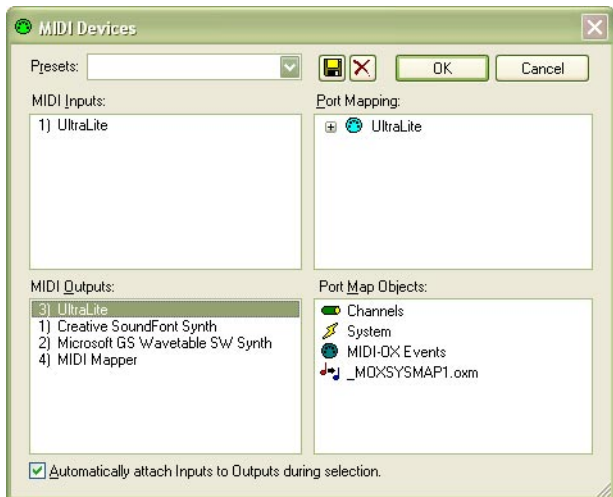 MIDI Devices
Presets:
OK
Cancel
MIDI Inputs:
1) UltraLite
Port Mapping:
UltraLite
MIDI Outputs:
3) UltraLite
1) Creative SoundFont Synth
2) Microsoft GS Wavetable SW Synth
4) MIDI Mapper
Port Map Objects:
Channels
System
MIDI-OX Events
_MOXSYSMAP1.oxm
Automatically attach Inputs to Outputs during selection.